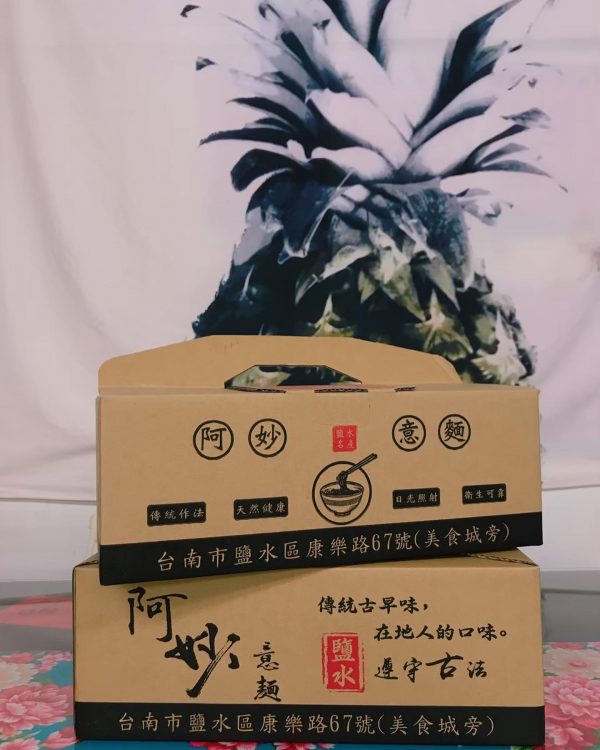 阿妙 意麵
鹽水
名產
傳統作法 天然健康 日光照射 衛生可靠
台南市鹽水區康樂路67號(美食城旁)
阿妙意麵
傳統古早味，
在地人的口味。
鹽水
遵守古法
台南市鹽水區康樂路67號(美食城旁)